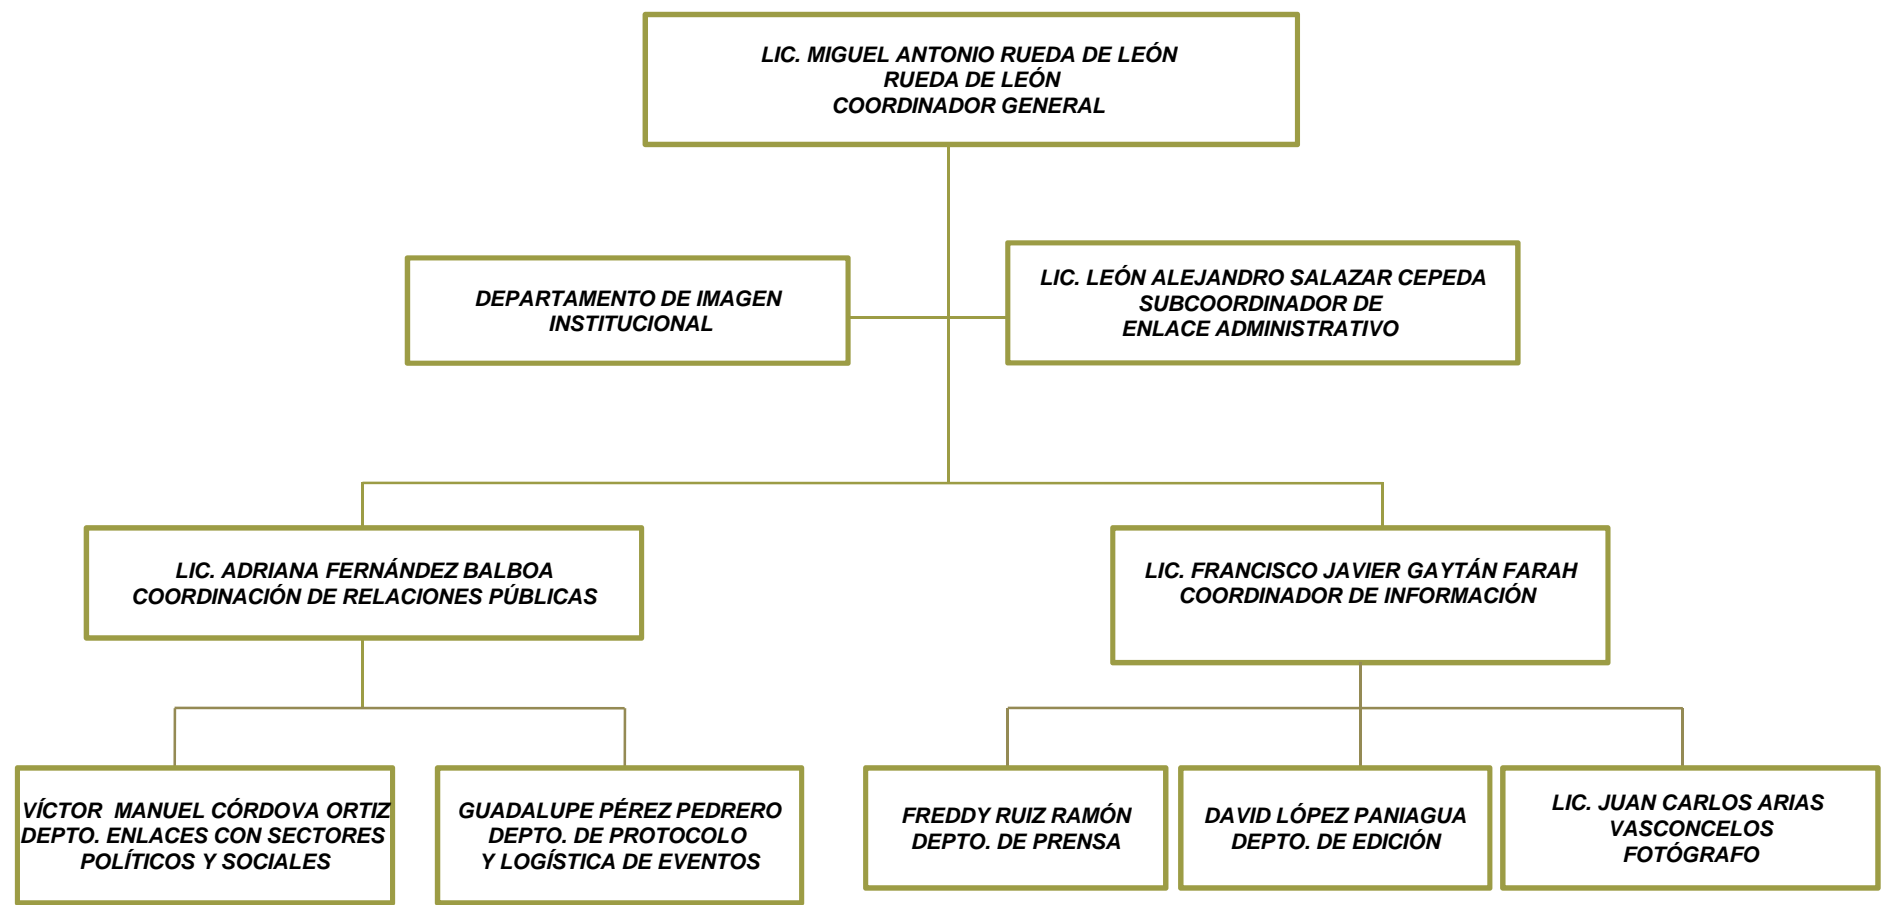 LIC. MIGUEL ANTONIO RUEDA DE LEÓN
RUEDA DE LEÓN
COORDINADOR GENERAL
DEPARTAMENTO DE IMAGEN
INSTITUCIONAL
LIC. LEÓN ALEJANDRO SALAZAR CEPEDA
SUBCOORDINADOR DE
ENLACE ADMINISTRATIVO
LIC. ADRIANA FERNÁNDEZ BALBOA
COORDINACIÓN DE RELACIONES PÚBLICAS
LIC. FRANCISCO JAVIER GAYTÁN FARAH
COORDINADOR DE INFORMACIÓN
VÍCTOR MANUEL CÓRDOVA ORTIZ
DEPTO. ENLACES CON SECTORES
POLÍTICOS Y SOCIALES
GUADALUPE PÉREZ PEDRERO
DEPTO. DE PROTOCOLO
Y LOGÍSTICA DE EVENTOS
FREDDY RUIZ RAMÓN
DEPTO. DE PRENSA
DAVID LÓPEZ PANIAGUA
DEPTO. DE EDICIÓN
LIC. JUAN CARLOS ARIAS
VASCONCELOS
FOTÓGRAFO